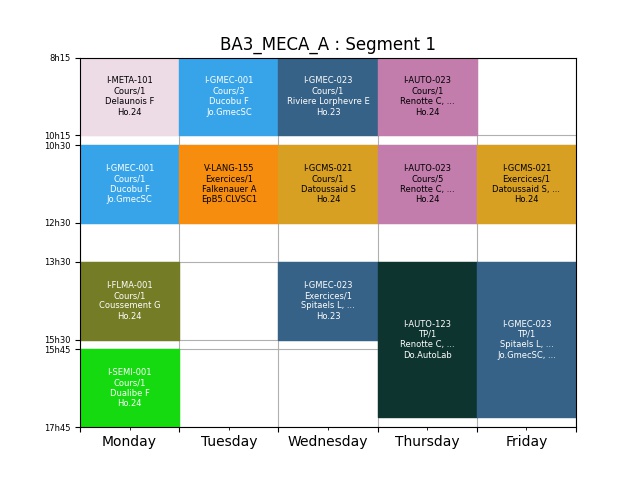 BA3_MECA_A : Segment 1
8h15
I-META-101
Cours/1
Delaunois F
Ho.24
I-GMEC-001
Cours/3
Ducobu F
Jo.GmecSC
I-GMEC-023
Cours/1
Riviere Lorphevre E
Ho.23
I-AUTO-023
Cours/1
Renotte C, ...
Ho.24
10h15
10h30
I-GMEC-001
Cours/1
Ducobu F
Jo.GmecSC
V-LANG-155
Exercices/1
Falkenauer A
EpB5.CLVSC1
I-GCMS-021
Cours/1
Datoussaid S
Ho.24
I-AUTO-023
Cours/5
Renotte C, ...
Ho.24
I-GCMS-021
Exercices/1
Datoussaid S, ...
Ho.24
12h30
13h30
I-FLMA-001
Cours/1
Coussement G
Ho.24
I-GMEC-023
Exercices/1
Spitaels L, ...
Ho.23
I-AUTO-123
TP/1
Renotte C, ...
Do.AutoLab
I-GMEC-023
TP/1
Spitaels L, ...
Jo.GmecSC, ...
15h30
15h45
I-SEMI-001
Cours/1
Dualibe F
Ho.24
17h45
Monday
Tuesday
Wednesday
Thursday
Friday